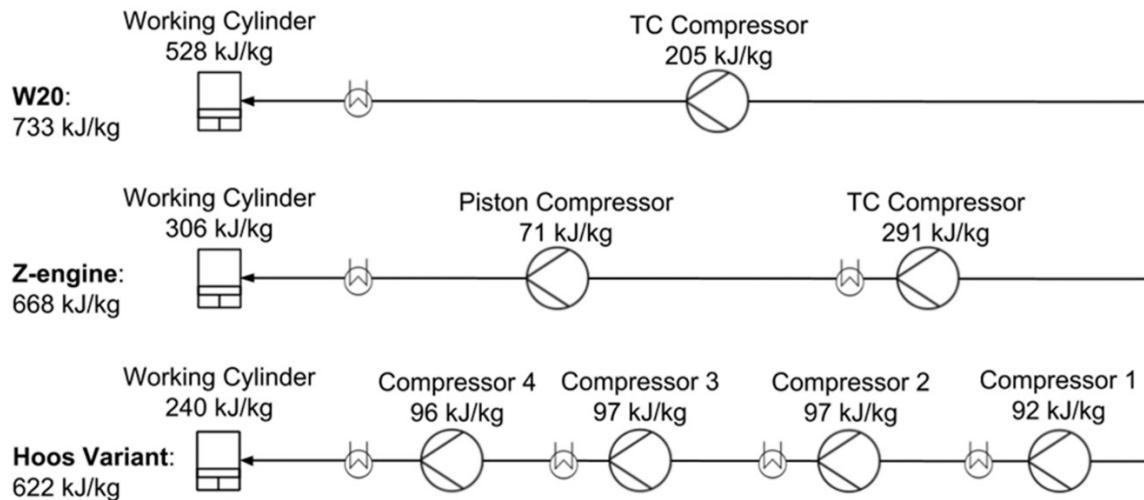 Working Cylinder
528 kJ/kg
TC Compressor
205 kJ/kg
W20:
733 kJ/kg
Working Cylinder
306 kJ/kg
Piston Compressor
71 kJ/kg
TC Compressor
291 kJ/kg
Z-engine:
668 kJ/kg
Working Cylinder
240 kJ/kg
Compressor 4
96 kJ/kg
Compressor 3
97 kJ/kg
Compressor 2
97 kJ/kg
Compressor 1
92 kJ/kg
Hoos Variant:
622 kJ/kg